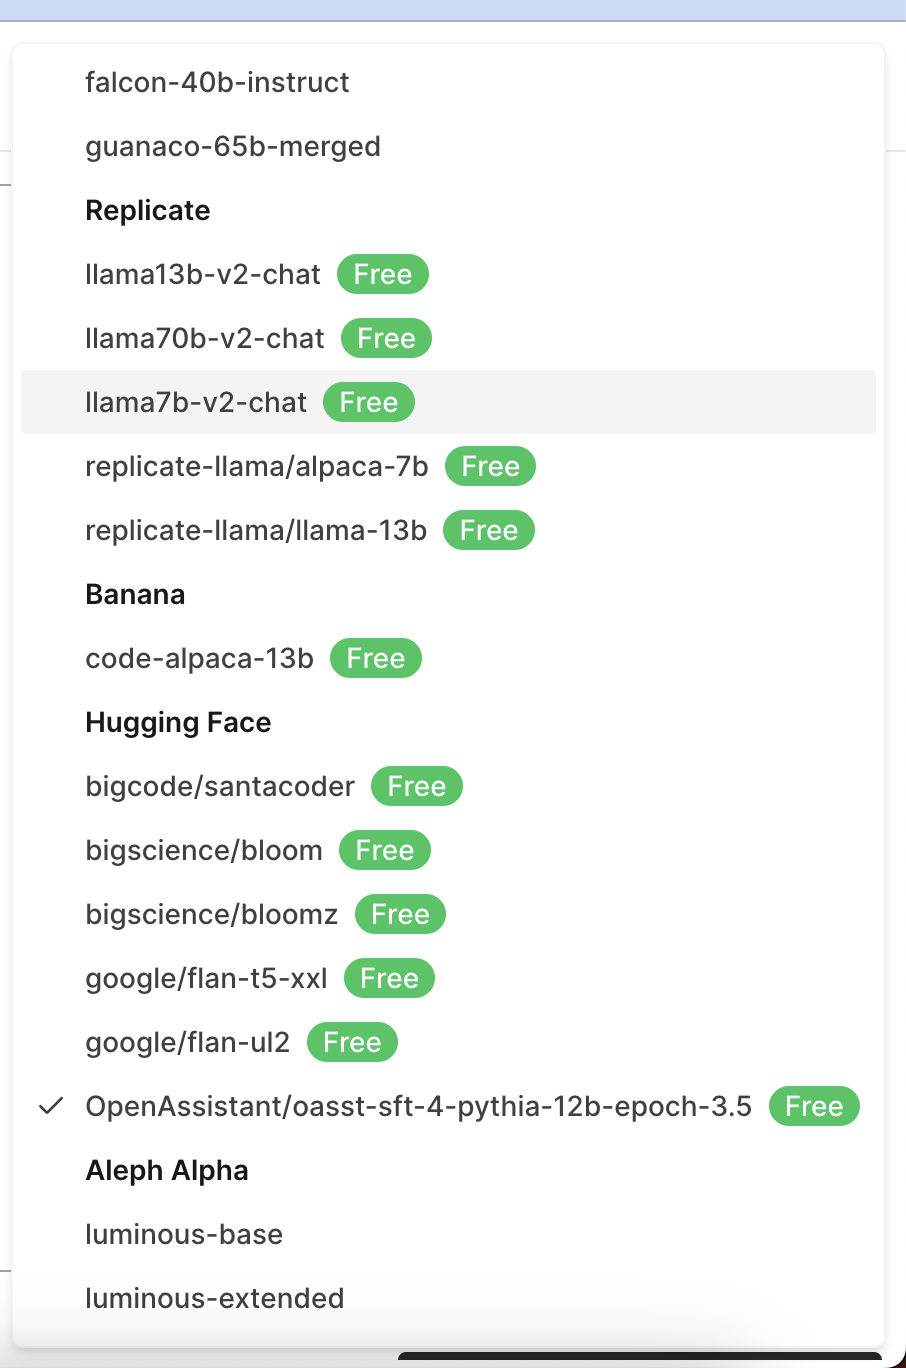 falcon-40b-instruct
guanaco-65b-merged
Replicate
llama13b-v2-chat Free
llama70b-v2-chat Free
llama7b-v2-chat Free
replicate-llama/alpaca-7b Free
replicate-llama/llama-13b Free
Banana
code-alpaca-13b Free
Hugging Face
bigcode/santacoder Free
bigscience/bloom Free
bigscience/bloomz Free
google/flan-t5-xxl Free
google/flan-ul2 Free
OpenAssistant/oasst-sft-4-pythia-12b-epoch-3.5 Free
Aleph Alpha
luminous-base
luminous-extended